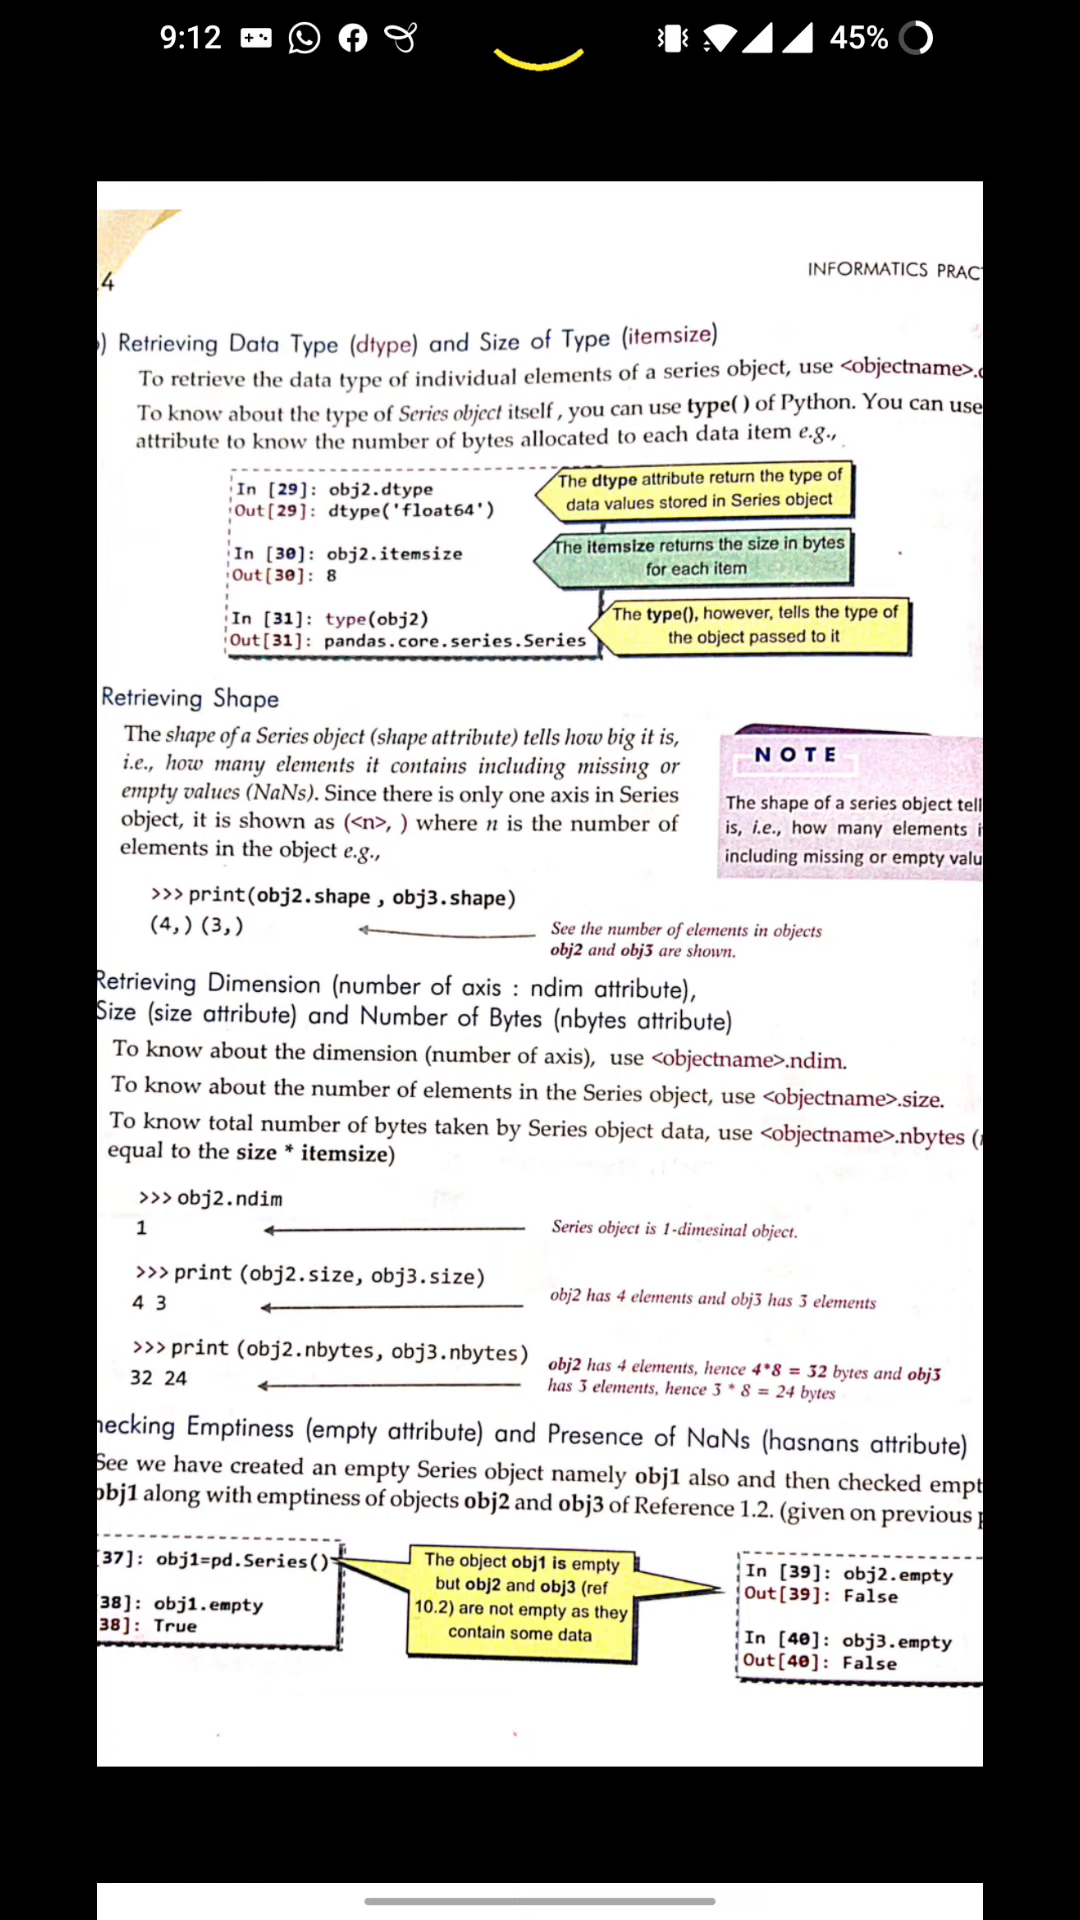 9:12
45%
4
INFORMATICS PRAC
) Retrieving Data Type (dtype) and Size of Type (itemsize)
To retrieve the data type of individual elements of a series object, use <objectname>.
To know about the type of Series object itself, you can use type( ) of Python. You can use
attribute to know the number of bytes allocated to each data item e.g.,
In [29]: obj2.dtype
Out[29]: dtype('float64')
The dtype attribute return the type of
data values stored in Series object
In [30]: obj2.itemsize
Out[30]: 8
The itemsize returns the size in bytes
for each item
In [31]: type(obj2)
Out[31]: pandas.core.series.Series
The type(), however, tells the type of
the object passed to it
Retrieving Shape
The shape of a Series object (shape attribute) tells how big it is,
i.e., how many elements it contains including missing or
empty values (NaNs). Since there is only one axis in Series
object, it is shown as (<n>, ) where n is the number of
elements in the object e.g.,
NOTE
The shape of a series object tell
is, i.e., how many elements i
including missing or empty valu
>>> print(obj2.shape , obj3.shape)
(4,) (3,)
See the number of elements in objects
obj2 and obj3 are shown.
Retrieving Dimension (number of axis : ndim attribute),
Size (size attribute) and Number of Bytes (nbytes attribute)
To know about the dimension (number of axis), use <objectname>.ndim.
To know about the number of elements in the Series object, use <objectname>.size.
To know total number of bytes taken by Series object data, use <objectname>.nbytes (
equal to the size * itemsize)
>>> obj2.ndim
1
Series object is 1-dimesinal object.
>>> print (obj2.size, obj3.size)
4 3
obj2 has 4 elements and obj3 has 3 elements
>>> print (obj2.nbytes, obj3.nbytes)
32 24
obj2 has 4 elements, hence 4*8 = 32 bytes and obj3
has 3 elements, hence 3 * 8 = 24 bytes
hecking Emptiness (empty attribute) and Presence of NaNs (hasnans attribute)
See we have created an empty Series object namely obj1 also and then checked empt
obj1 along with emptiness of objects obj2 and obj3 of Reference 1.2. (given on previous
37]: obj1=pd.Series()
38]: obj1.empty
38]: True
The object obj1 is empty
but obj2 and obj3 (ref
10.2) are not empty as they
contain some data
In [39]: obj2.empty
Out[39]: False
In [40]: obj3.empty
Out[40]: False